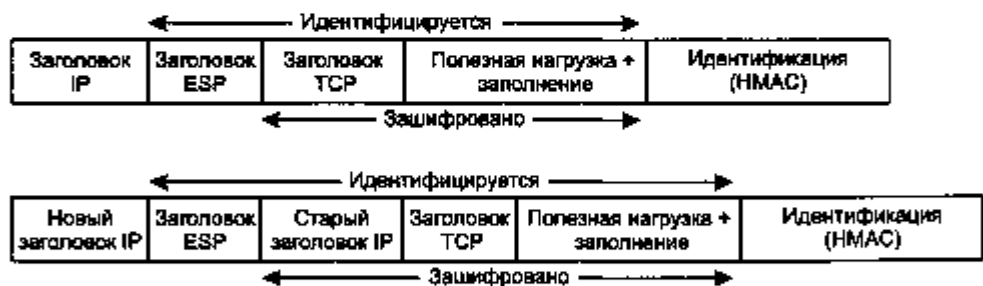 Идентифицируется
Заголовок IP
Заголовок ESP
Заголовок TCP
Полезная нагрузка + заполнение
Идентификация (HMAC)
Зашифровано
Идентифицируется
Новый заголовок IP
Заголовок ESP
Старый заголовок IP
Заголовок TCP
Полезная нагрузка + заполнение
Идентификация (HMAC)
Зашифровано